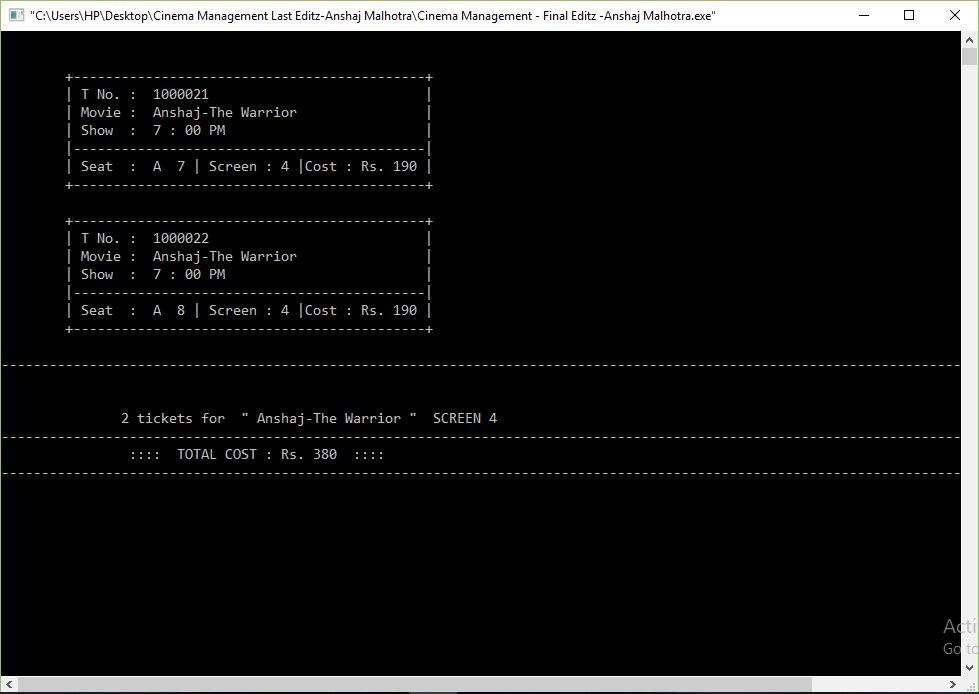 "C:\Users\HP\Desktop\Cinema Management Last Editz-Anshaj Malhotra\Cinema Management - Final Editz -Anshaj Malhotra.exe"
T No. : 1000021
Movie : Anshaj-The Warrior
Show : 7 : 00 PM
Seat : A 7 | Screen : 4 |Cost : Rs. 190
T No. : 1000022
Movie : Anshaj-The Warrior
Show : 7 : 00 PM
Seat : A 8 | Screen : 4 |Cost : Rs. 190
2 tickets for " Anshaj-The Warrior " SCREEN 4
:::: TOTAL COST : Rs. 380 ::::
Go to